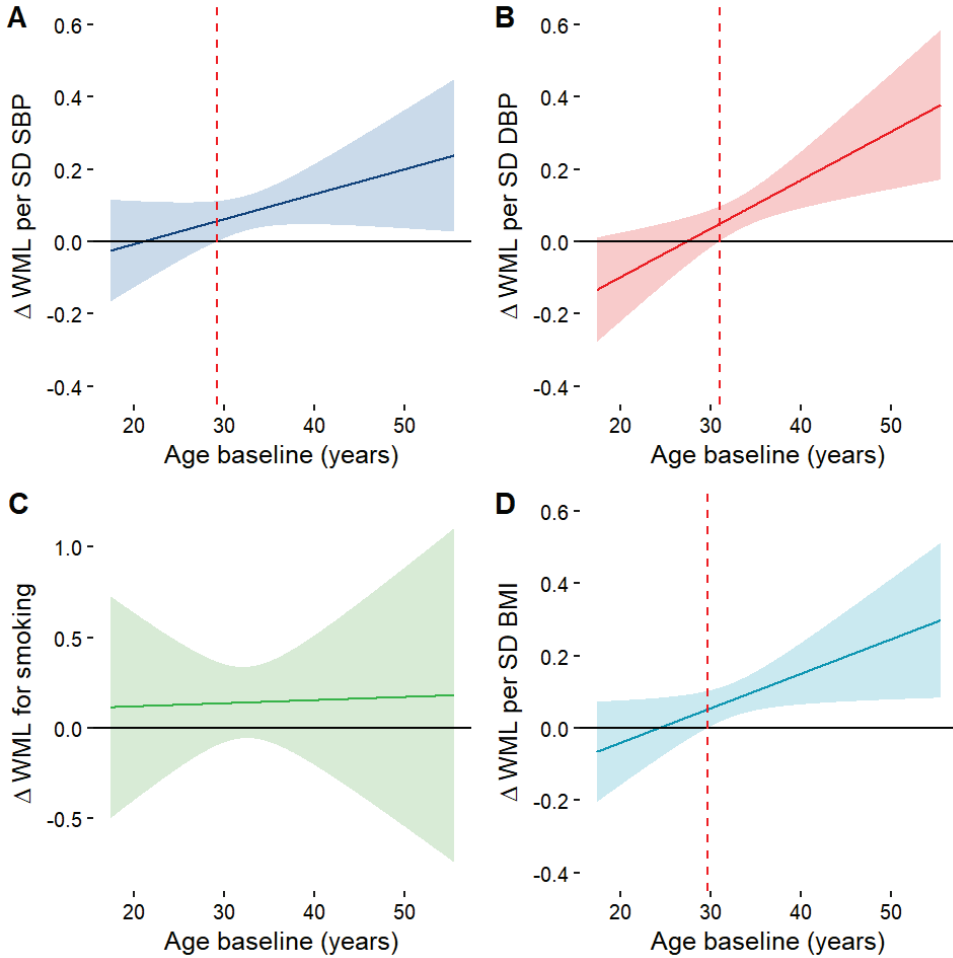 A
Δ WML per SD SBP
0.6
0.4
0.2
0.0
-0.2
-0.4
20 30 40 50
Age baseline (years)
B
Δ WML per SD DBP
0.6
0.4
0.2
0.0
-0.2
-0.4
20 30 40 50
Age baseline (years)
C
Δ WML for smoking
1.0
0.5
0.0
-0.5
20 30 40 50
Age baseline (years)
D
Δ WML per SD BMI
0.6
0.4
0.2
0.0
-0.2
-0.4
20 30 40 50
Age baseline (years)